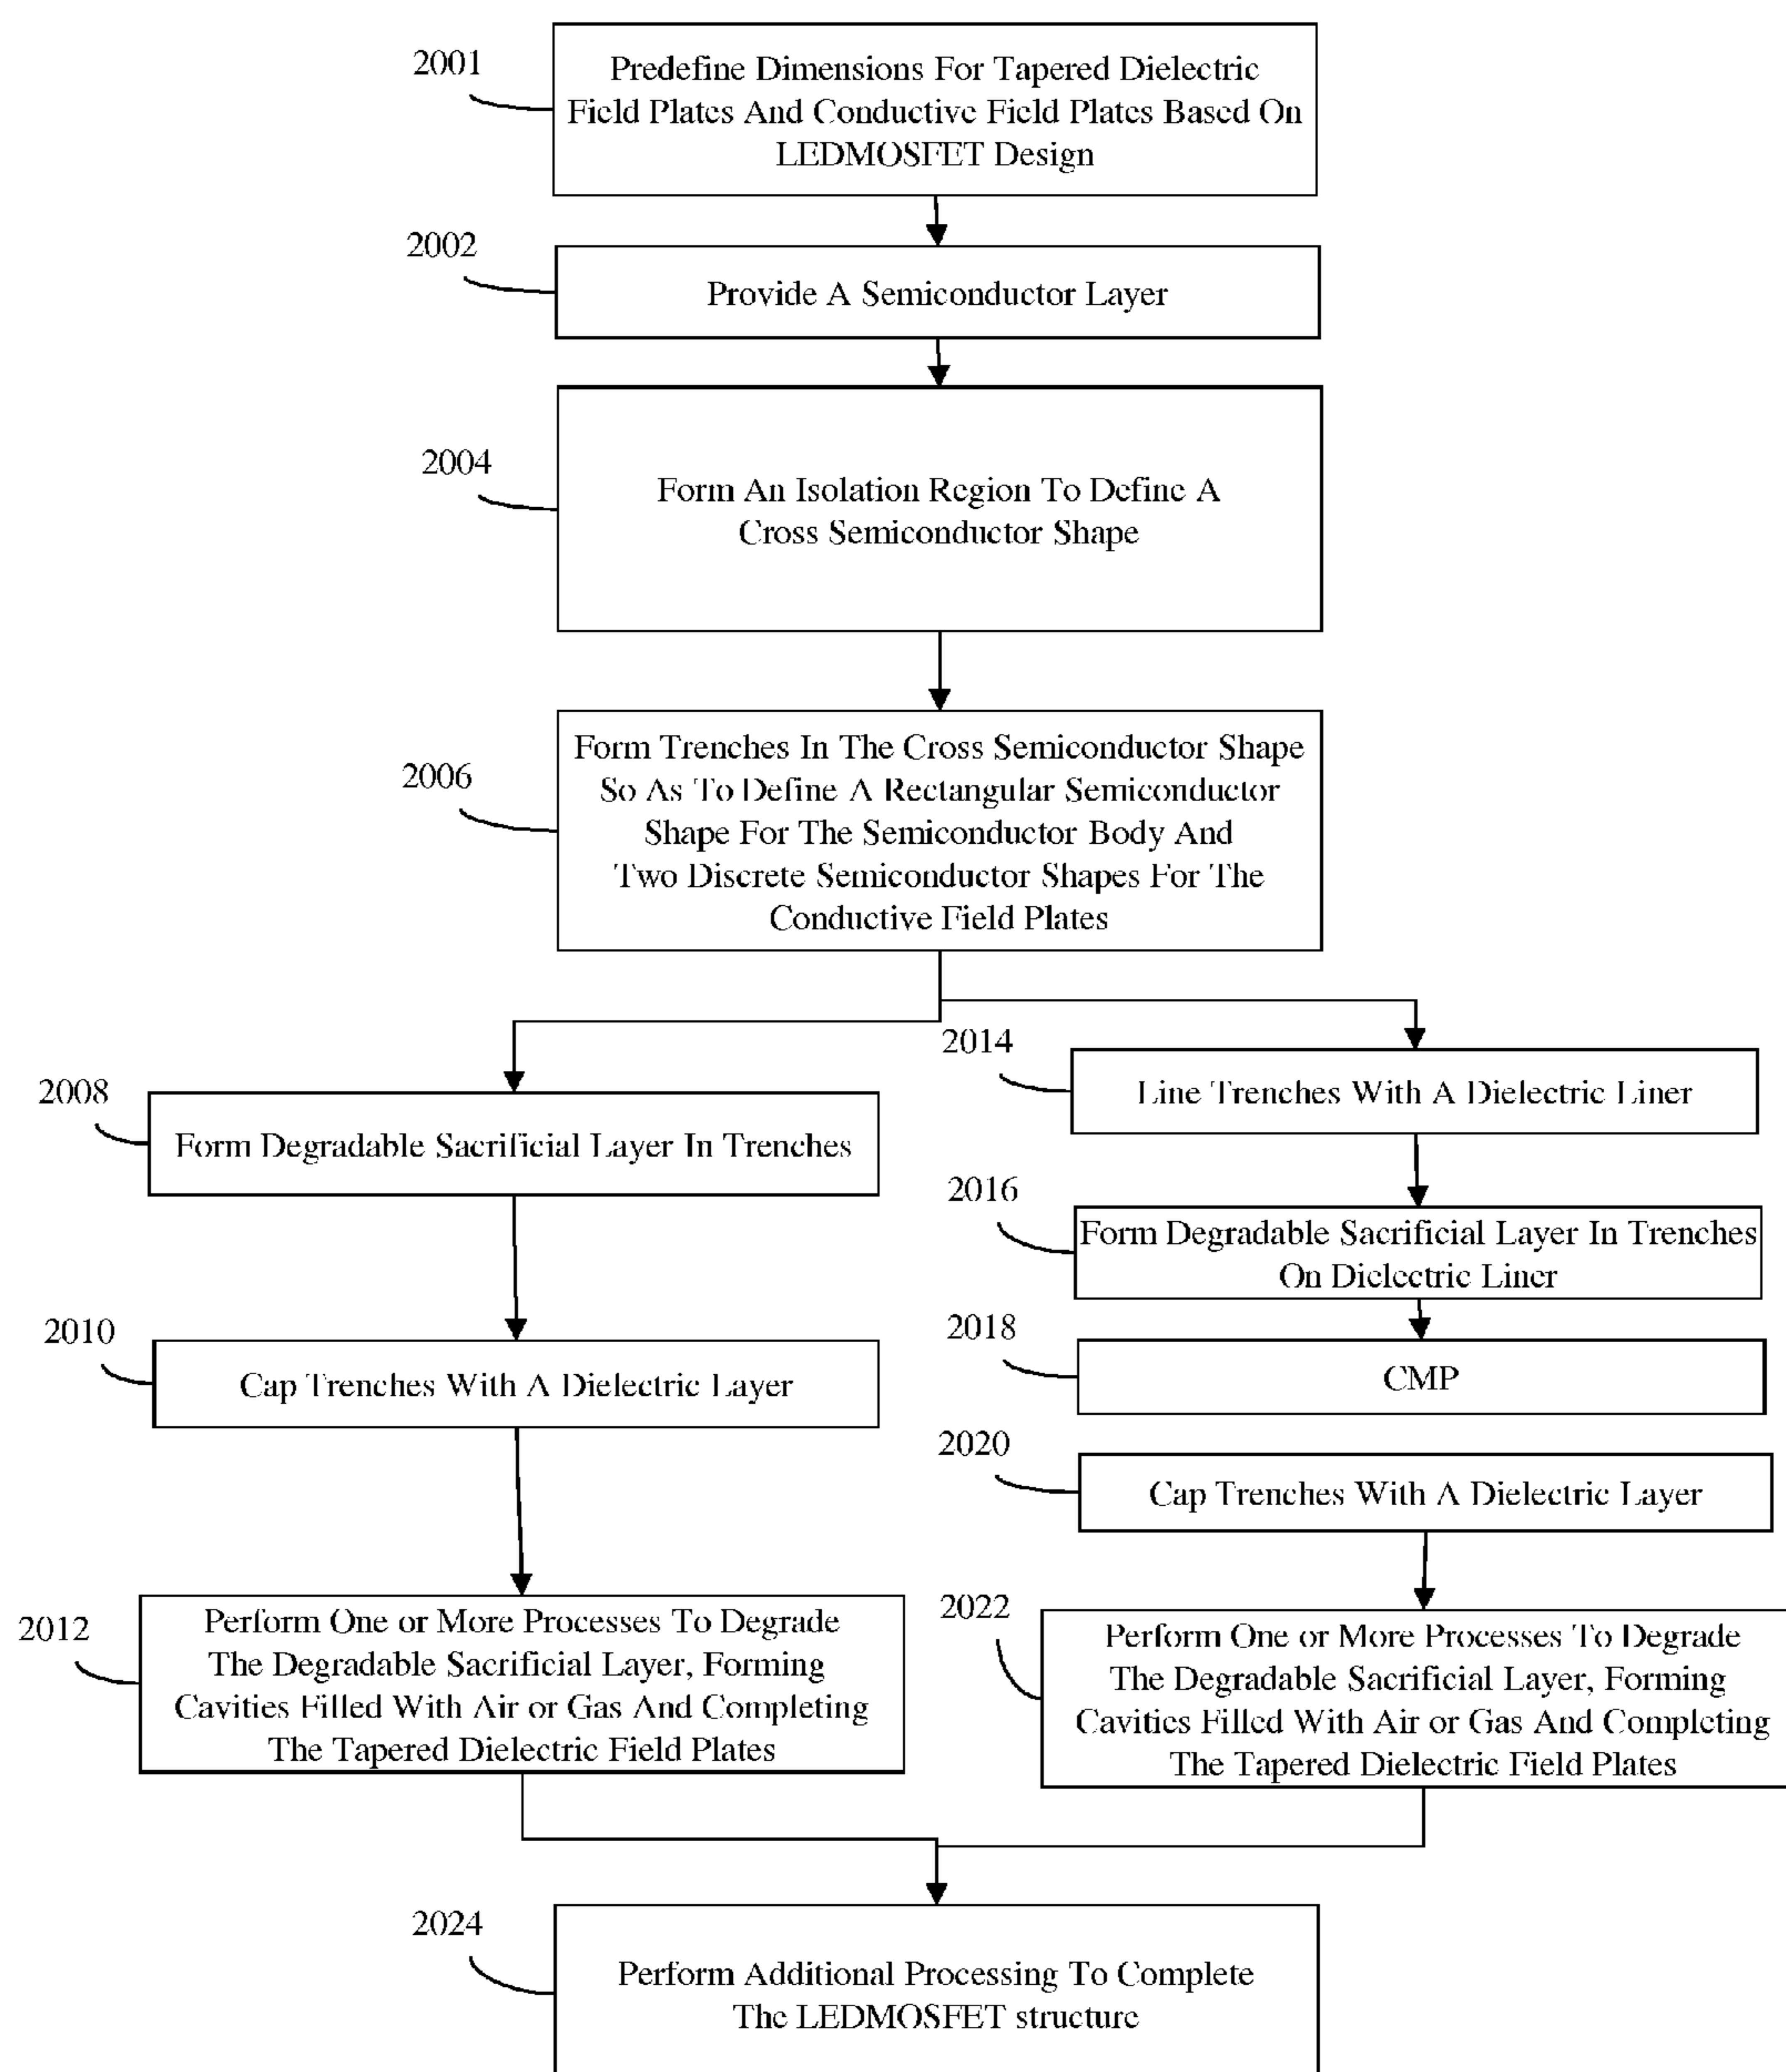 2001
Predefine Dimensions For Tapered Dielectric
Field Plates And Conductive Field Plates Based On
LEDMOSFET Design
2002
Provide A Semiconductor Layer
2004
Form An Isolation Region To Define A
Cross Semiconductor Shape
2006
Form Trenches In The Cross Semiconductor Shape
So As To Define A Rectangular Semiconductor
Shape For The Semiconductor Body And
Two Discrete Semiconductor Shapes For The
Conductive Field Plates
2008
Form Degradable Sacrificial Layer In Trenches
2010
Cap Trenches With A Dielectric Layer
2012
Perform One or More Processes To Degrade
The Degradable Sacrificial Layer, Forming
Cavities Filled With Air or Gas And Completing
The Tapered Dielectric Field Plates
2014
Line Trenches With A Dielectric Liner
2016
Form Degradable Sacrificial Layer In Trenches
On Dielectric Liner
2018
CMP
2020
Cap Trenches With A Dielectric Layer
2022
Perform One or More Processes To Degrade
The Degradable Sacrificial Layer, Forming
Cavities Filled With Air or Gas And Completing
The Tapered Dielectric Field Plates
2024
Perform Additional Processing To Complete
The LEDMOSFET structure